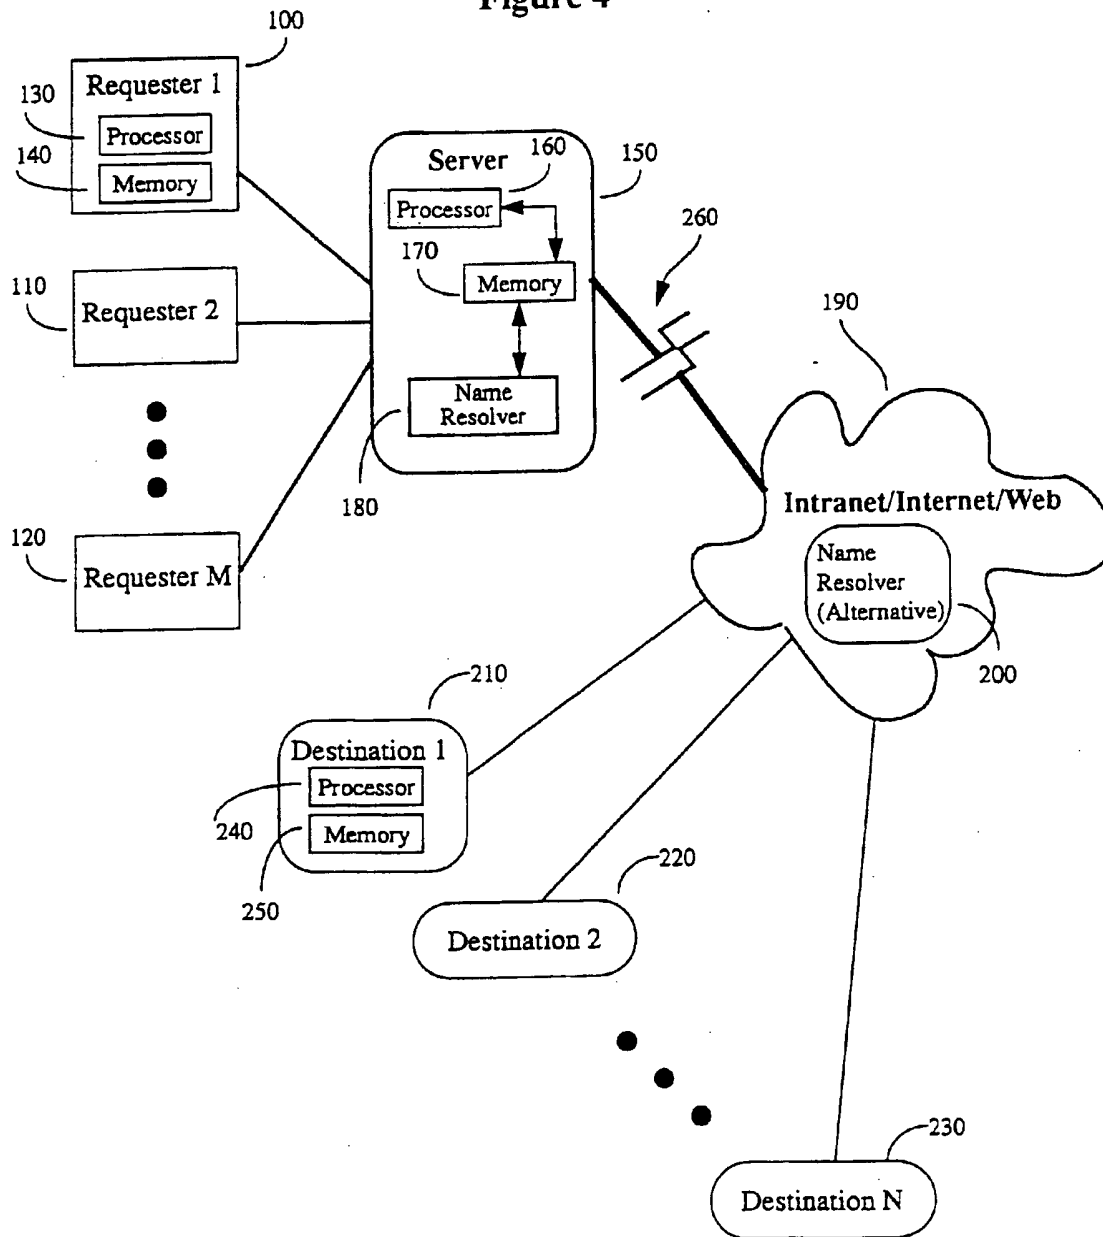 Figure 4
100
Requester 1
130
Processor
140
Memory
110
Requester 2
120
Requester M
Server
160
150
Processor
170
Memory
Name
Resolver
180
260
190
Intranet/Internet/Web
Name
Resolver
(Alternative)
200
210
Destination 1
Processor
240
Memory
250
220
Destination 2
230
Destination N